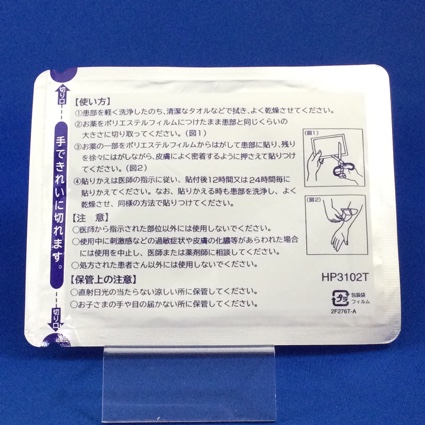 切り口
手できれいに切れます。
切り口
【使い方】
①患部を軽く洗浄したのち、清潔なタオルなどで拭き、よく乾燥させてください。
②お薬をポリエステルフィルムにつけたまま患部と同じくらいの
大きさに切り取ってください。(図1)
③お薬の一部をポリエステルフィルムからはがして患部に貼り、残り
を徐々にはがしながら、皮膚によく密着するように押さえて貼りつけ
てください。(図2)
④貼りかえは医師の指示に従い、貼付後12時間又は24時間毎に
貼りかえてください。なお、貼りかえる時も患部を洗浄し、よく
乾燥させ、同様の方法で貼りつけてください。
【注 意】
○医師から指示された部位以外には使用しないでください。
○使用中に刺激感などの過敏症状や皮膚の化膿等があらわれた場合
には使用を中止し、医師または薬剤師に相談してください。
○処方された患者さん以外には使用しないでください。
【保管上の注意】
○直射日光の当たらない涼しい所に保管してください。
○お子さまの手や目の届かない所に保管してください。
(図1)
(図2)
HP3102T
プラ
包装袋
フィルム
2F276T-A